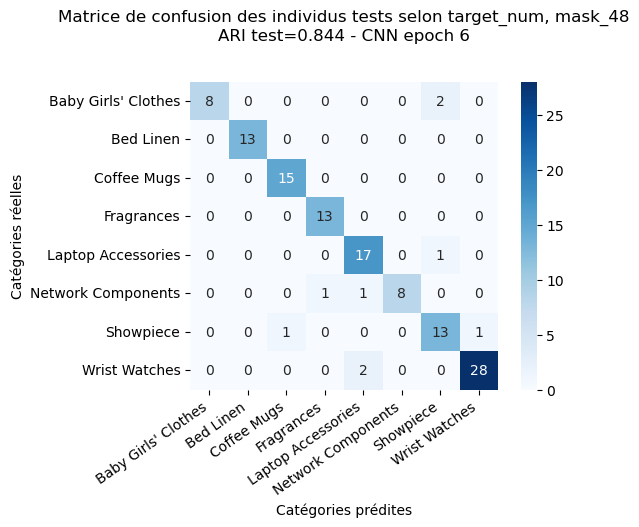 Matrice de confusion des individus tests selon target_num, mask_48
ARI test=0.844 - CNN epoch 6
Baby Girls' Clothes 8 0 0 0 0 0 2 0
Bed Linen 0 13 0 0 0 0 0 0
Coffee Mugs 0 0 15 0 0 0 0 0
Fragrances 0 0 0 13 0 0 0 0
Laptop Accessories 0 0 0 0 17 0 1 0
Network Components 0 0 0 1 1 8 0 0
Showpiece 0 0 1 0 0 0 13 1
Wrist Watches 0 0 0 0 2 0 0 28
Catégories réelles
Baby Girls' Clothes
Bed Linen
Coffee Mugs
Fragrances
Laptop Accessories
Network Components
Showpiece
Wrist Watches
Catégories prédites
25
20
15
10
5
0